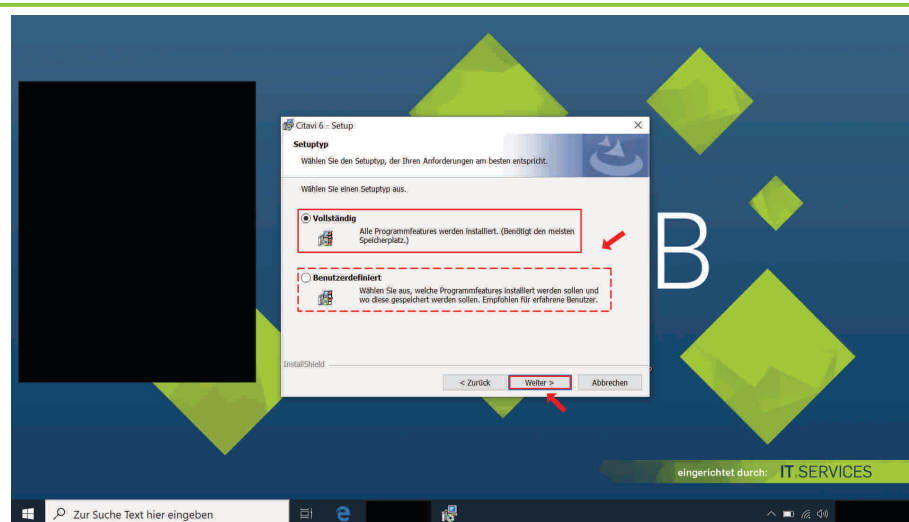 Citavi 6 - Setup
Setuptyp
Wählen Sie den Setuptyp, der Ihren Anforderungen am besten entspricht.
Wählen Sie einen Setuptyp aus.
Vollständig
Alle Programmfeatures werden installiert. (Benötigt den meisten
Speicherplatz.)
B
Benutzerdefiniert
Wählen Sie aus, welche Programmfeatures installiert werden sollen und
wo diese gespeichert werden sollen. Empfohlen für erfahrene Benutzer.
InstallShield
< Zurück Weiter > Abbrechen
eingerichtet durch: IT.SERVICES
Zur Suche Text hier eingeben